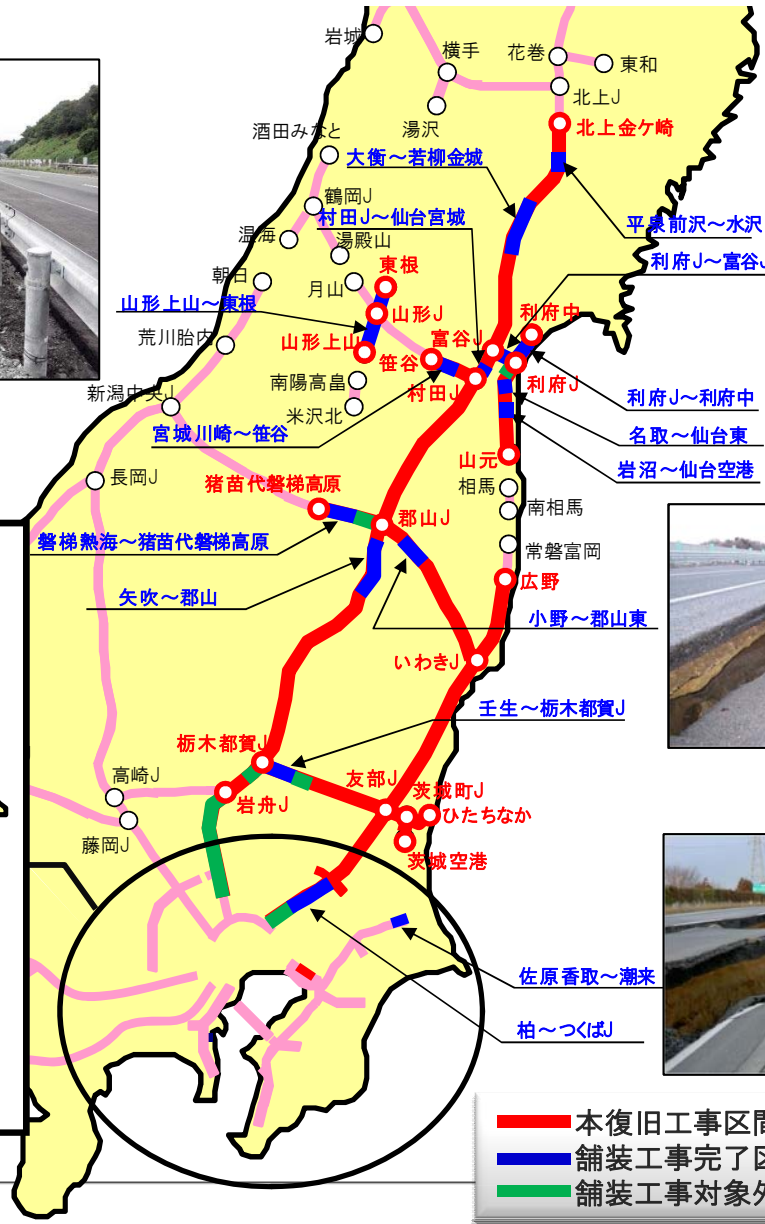 岩城
横手
花巻
東和
北上J
湯沢
北上金ケ崎
酒田みなと
大衡～若柳金城
鶴岡J
村田J～仙台宮城
平泉前沢～水沢
温海
湯殿山
利府J～富谷J
朝日
月山
東根
山形上山～東根
山形J
利府中
荒川胎内
山形上山
富谷J
笹谷
利府J
南陽高畠
村田J
新潟中央J
米沢北
利府J～利府中
宮城川崎～笹谷
名取～仙台東
山元
岩沼～仙台空港
長岡J
猪苗代磐梯高原
相馬
南相馬
郡山J
磐梯熱海～猪苗代磐梯高原
常磐富岡
広野
矢吹～郡山
小野～郡山東
いわきJ
壬生～栃木都賀J
栃木都賀J
高崎J
岩舟J
友部J
茨城町J
ひたちなか
藤岡J
茨城空港
佐原香取～潮来
柏～つくばJ
本復旧工事区間
舗装工事完了区
舗装工事対象外